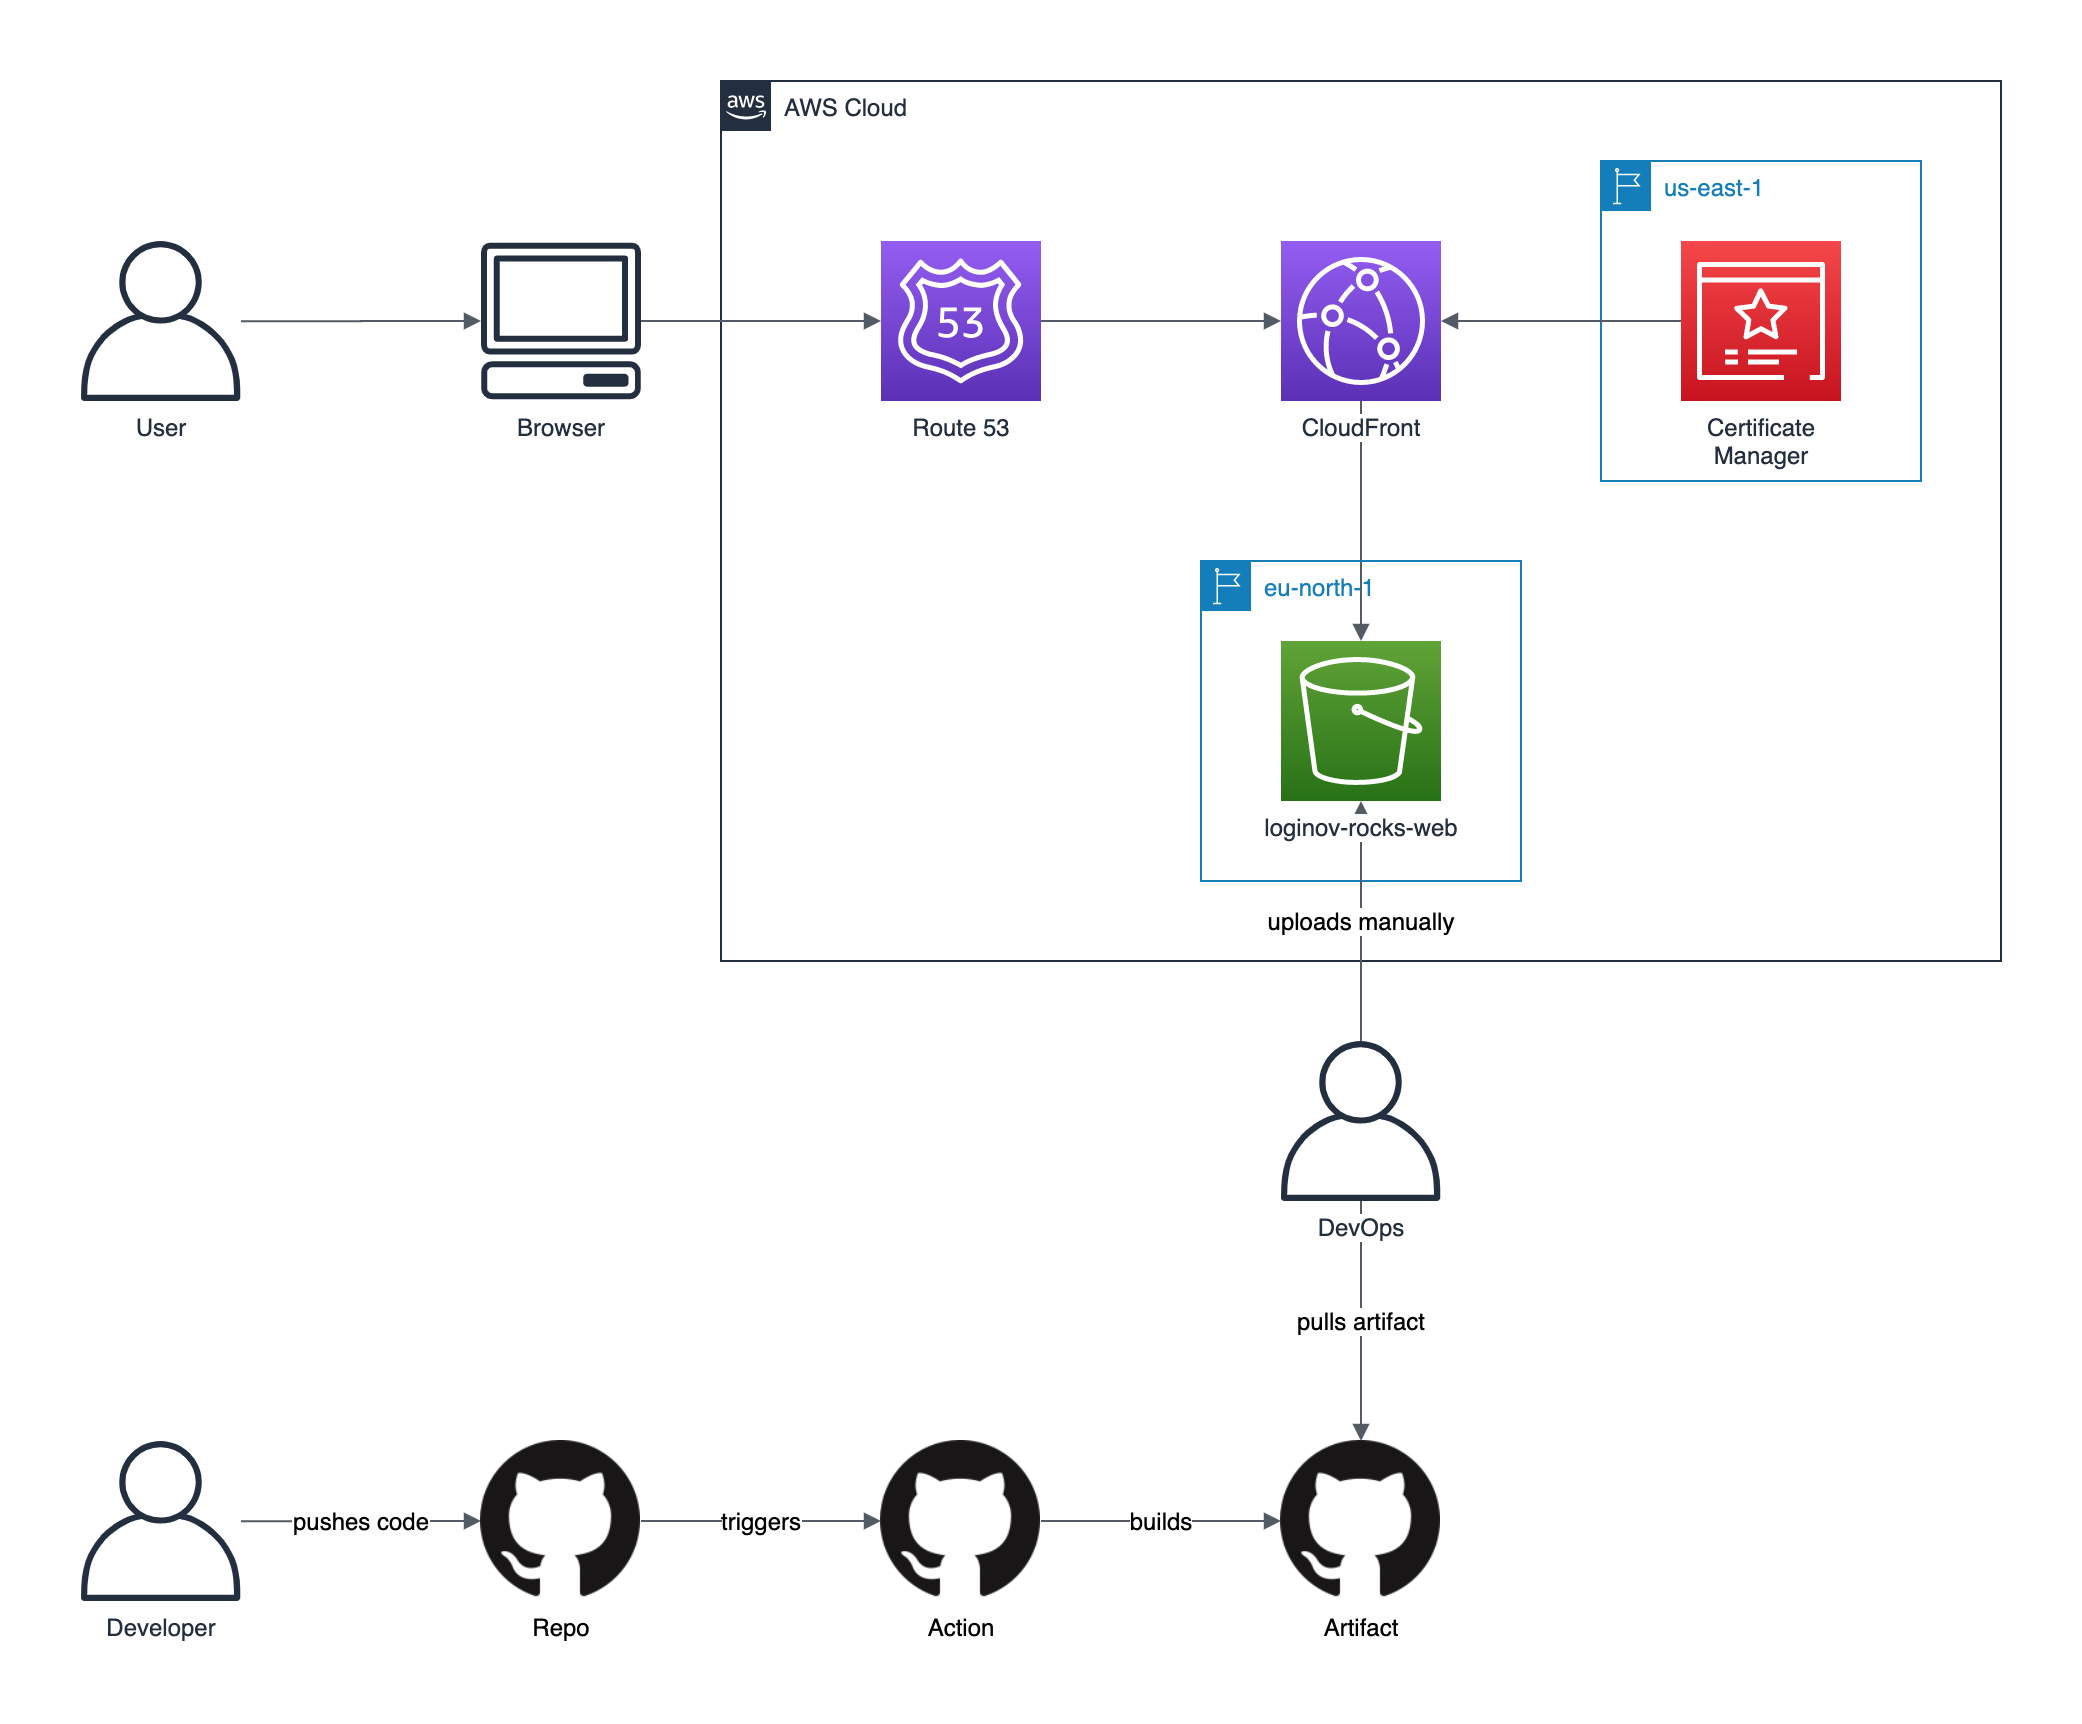 aws
AWS Cloud
us-east-1
53
User
Browser
Route 53
CloudFront
Certificate
Manager
eu-north-1
loginov-rocks-web
uploads manually
DevOps
pulls artifact
pushes code
triggers
builds
Developer
Repo
Action
Artifact